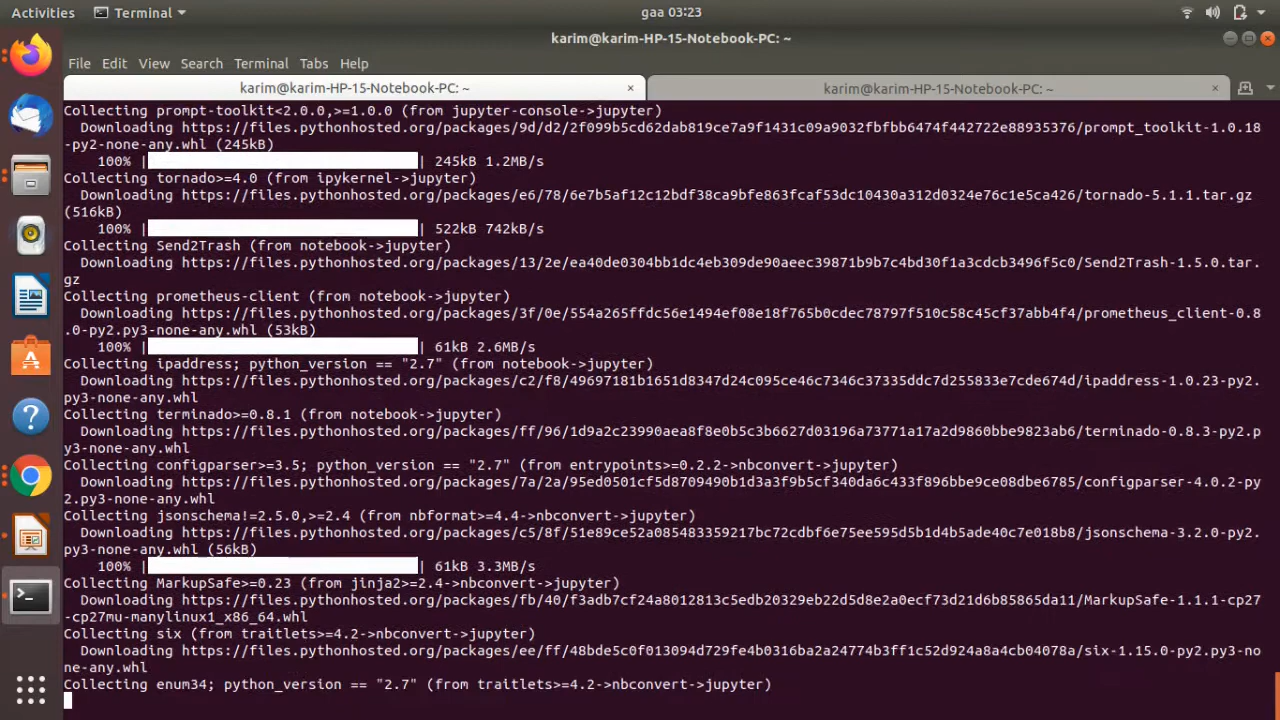 Activities Terminal gaa 03:23
karim@karim-HP-15-Notebook-PC: ~
File Edit View Search Terminal Tabs Help
karim@karim-HP-15-Notebook-PC: ~ × karim@karim-HP-15-Notebook-PC: ~ ×
Collecting prompt-toolkit<2.0.0,>=1.0.0 (from jupyter-console->jupyter)
Downloading https://files.pythonhosted.org/packages/9d/d2/2f099b5cd62dab819ce7a9f1431c09a9032fbfbb6474f442722e88935376/prompt_toolkit-1.0.18
-py2-none-any.whl (245kB)
100% | | 245kB 1.2MB/s
Collecting tornado>=4.0 (from ipykernel->jupyter)
Downloading https://files.pythonhosted.org/packages/e6/78/6e7b5af12c12bdf38ca9bfe863fcaf53dc10430a312d0324e76c1e5ca426/tornado-5.1.1.tar.gz
(516kB)
100% | | 522kB 742kB/s
Collecting Send2Trash (from notebook->jupyter)
Downloading https://files.pythonhosted.org/packages/13/2e/ea40de0304bb1dc4eb309de90aeec39871b9b7c4bd30f1a3cdcb3496f5c0/Send2Trash-1.5.0.tar.
gz
Collecting prometheus-client (from notebook->jupyter)
Downloading https://files.pythonhosted.org/packages/3f/0e/554a265ffdc56e1494ef08e18f765b0cdec78797f510c58c45cf37abb4f4/prometheus_client-0.8
.0-py2.py3-none-any.whl (53kB)
100% | | 61kB 2.6MB/s
Collecting ipaddress; python_version == "2.7" (from notebook->jupyter)
Downloading https://files.pythonhosted.org/packages/c2/f8/49697181b1651d8347d24c095ce46c7346c37335ddc7d255833e7cde674d/ipaddress-1.0.23-py2.
py3-none-any.whl
Collecting terminado>=0.8.1 (from notebook->jupyter)
Downloading https://files.pythonhosted.org/packages/ff/96/1d9a2c23990aea8f8e0b5c3b6627d03196a73771a17a2d9860bbe9823ab6/terminado-0.8.3-py2.p
y3-none-any.whl
Collecting configparser>=3.5; python_version == "2.7" (from entrypoints>=0.2.2->nbconvert->jupyter)
Downloading https://files.pythonhosted.org/packages/7a/2a/95ed0501cf5d8709490b1d3a3f9b5cf340da6c433f896bbe9ce08dbe6785/configparser-4.0.2-py
2.py3-none-any.whl
Collecting jsonschema!=2.5.0,>=2.4 (from nbformat>=4.4->nbconvert->jupyter)
Downloading https://files.pythonhosted.org/packages/c5/8f/51e89ce52a085483359217bc72cdbf6e75ee595d5b1d4b5ade40c7e018b8/jsonschema-3.2.0-py2.
py3-none-any.whl (56kB)
100% | | 61kB 3.3MB/s
Collecting MarkupSafe>=0.23 (from jinja2>=2.4->nbconvert->jupyter)
Downloading https://files.pythonhosted.org/packages/fb/40/f3adb7cf24a8012813c5edb20329eb22d5d8e2a0ecf73d21d6b85865da11/MarkupSafe-1.1.1-cp27
-cp27mu-manylinux1_x86_64.whl
Collecting six (from traitlets>=4.2->nbconvert->jupyter)
Downloading https://files.pythonhosted.org/packages/ee/ff/48bde5c0f013094d729fe4b0316ba2a24774b3ff1c52d924a8a4cb04078a/six-1.15.0-py2.py3-no
ne-any.whl
Collecting enum34; python_version == "2.7" (from traitlets>=4.2->nbconvert->jupyter)